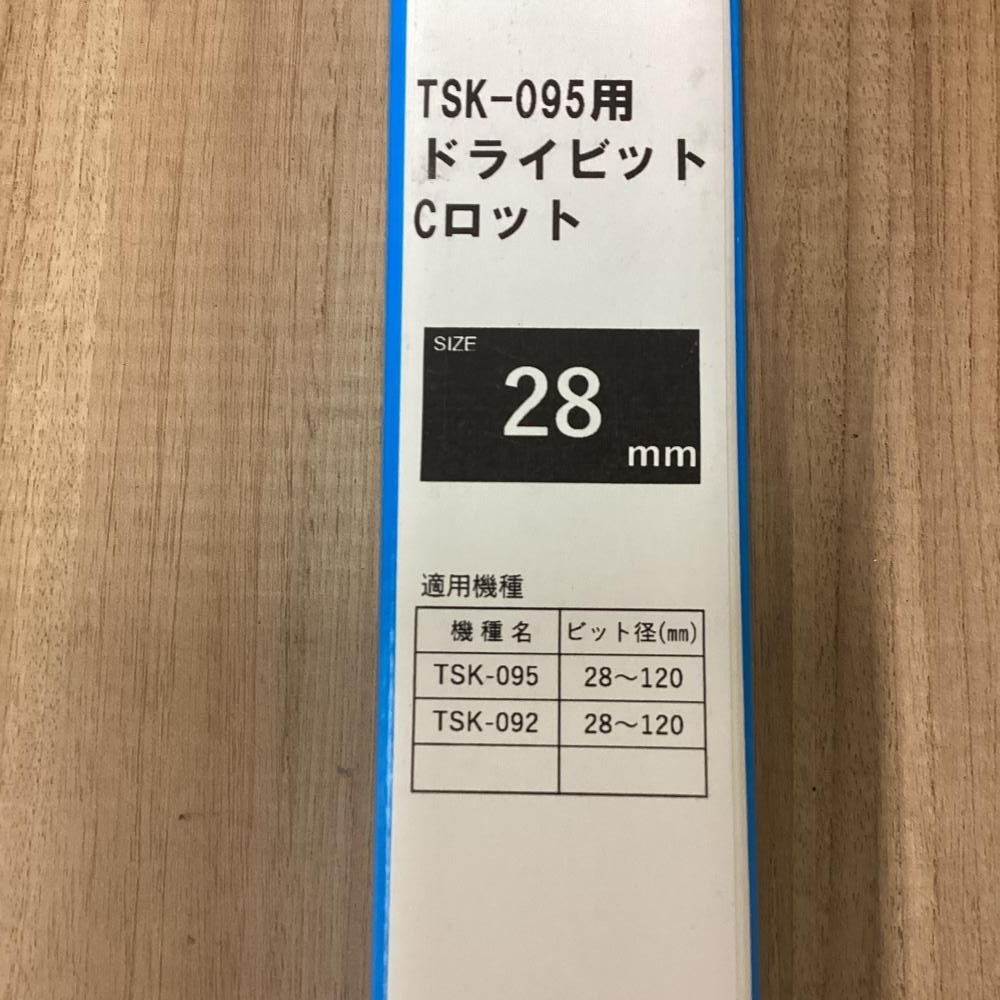 TSK-095用
ドライビット
Cロット
SIZE
28
mm
適用機種
機種名 ビット径(㎜)
TSK-095 28〜120
TSK-092 28〜120